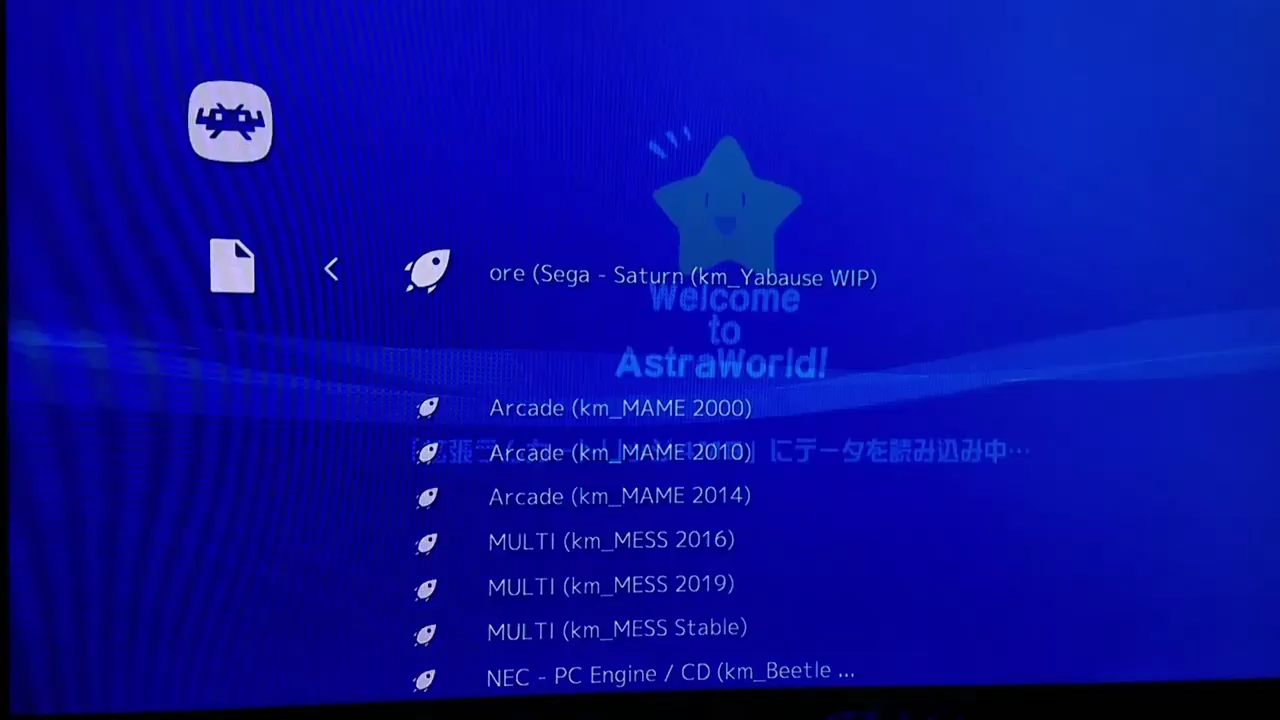 ore (Sega - Saturn (km_Yabause WIP)
Welcome
to
AstraWorld!
Arcade (km_MAME 2000)
Arcade (km_MAME 2010)
にデータを読み込み中…
Arcade (km_MAME 2014)
MULTI (km_MESS 2016)
MULTI (km_MESS 2019)
MULTI (km_MESS Stable)
NEC - PC Engine / CD (km_Beetle ...